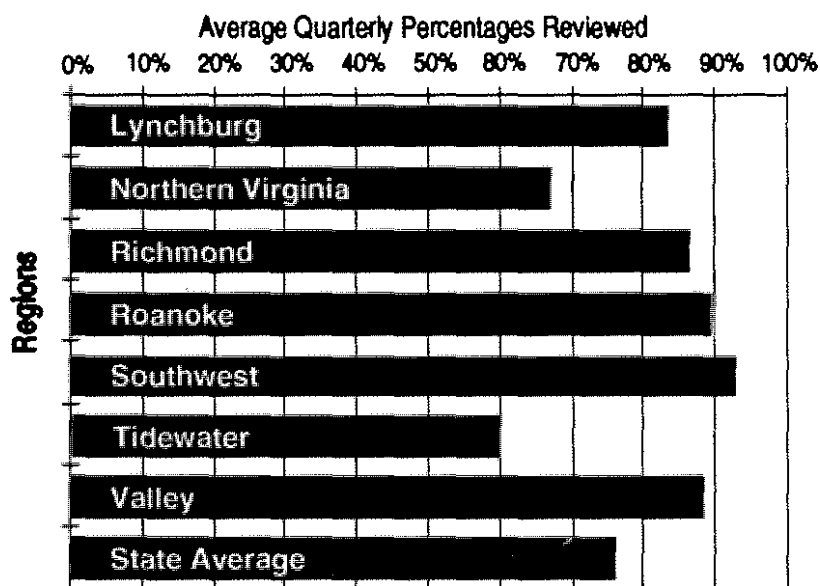 Average Quarterly Percentages Reviewed
0% 10% 20% 30% 40% 50% 60% 70% 80% 90% 100%
Regions
Lynchburg
Northern Virginia
Richmond
Roanoke
Southwest
Tidewater
Valley
State Average